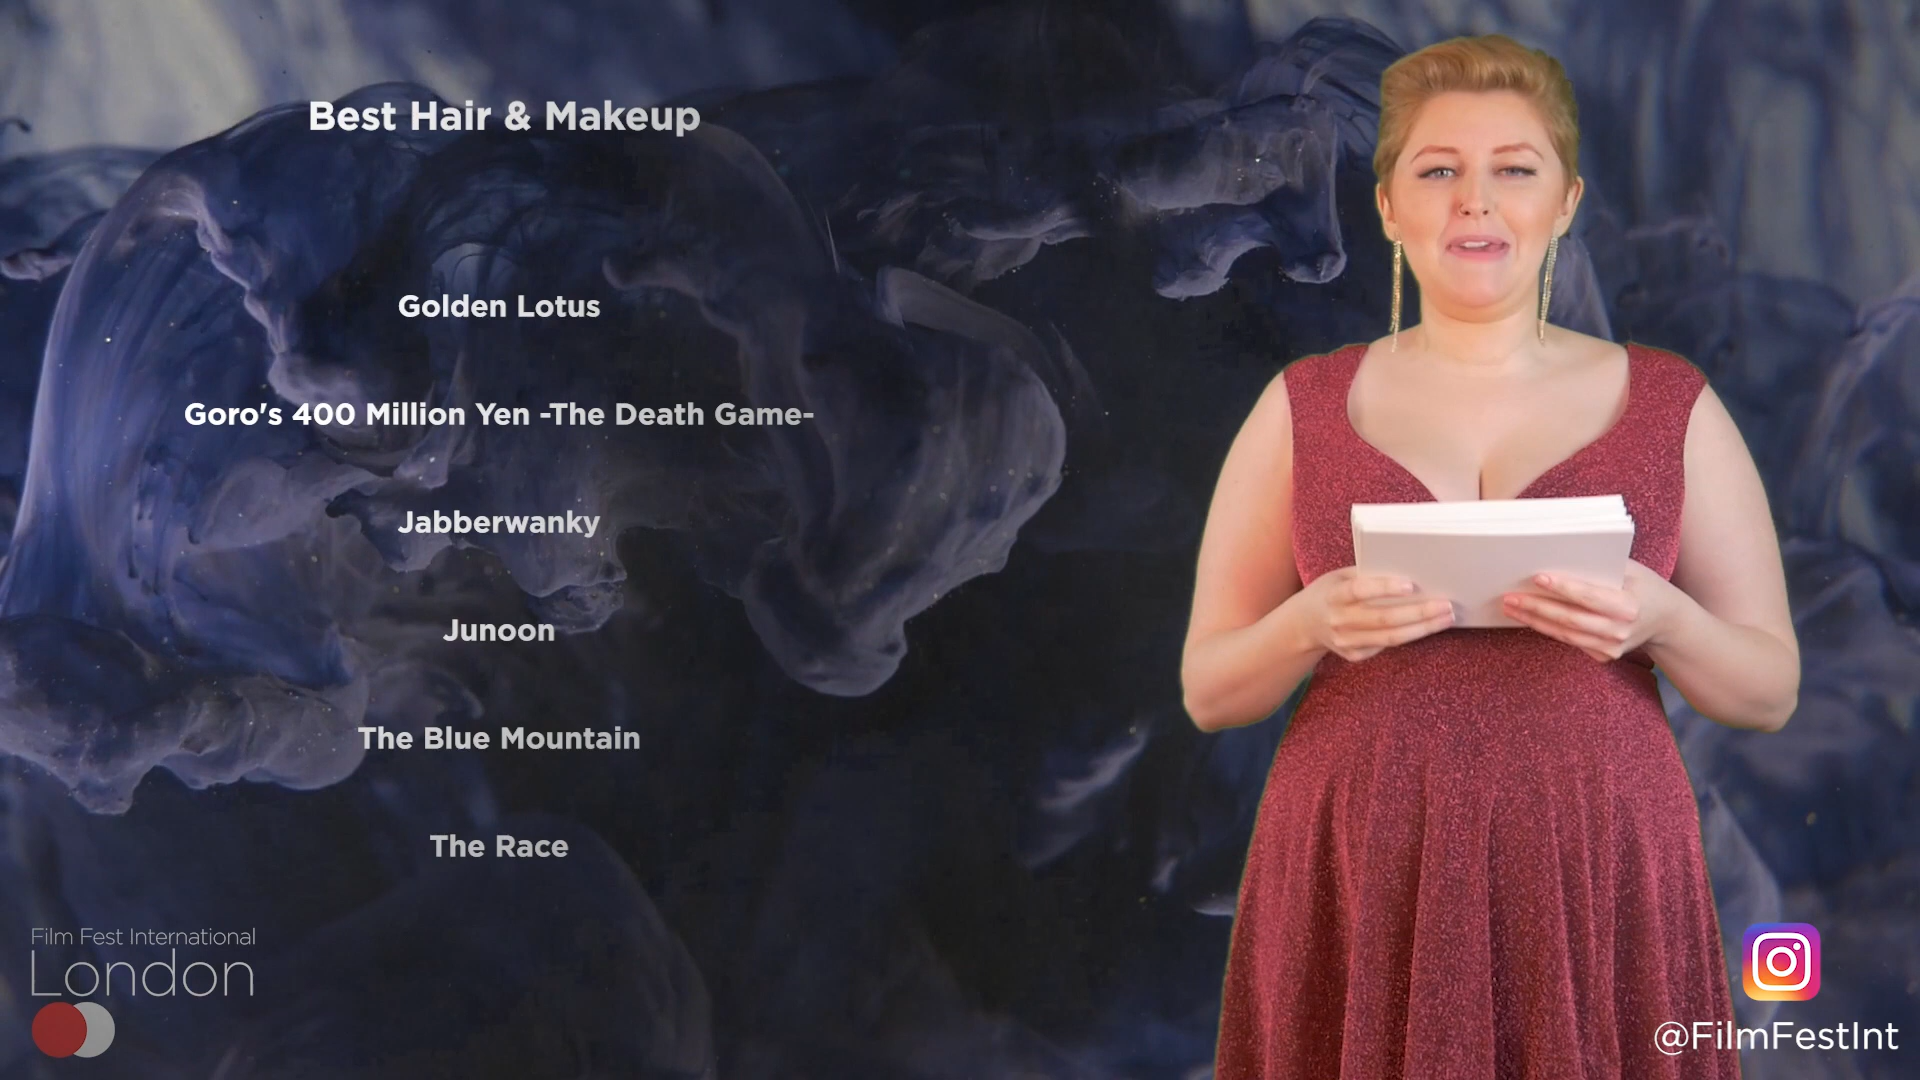 Best Hair & Makeup
Golden Lotus
Goro's 400 Million Yen -The Death Game-
Jabberwanky
Junoon
The Blue Mountain
The Race
Film Fest International
London
@FilmFestInt